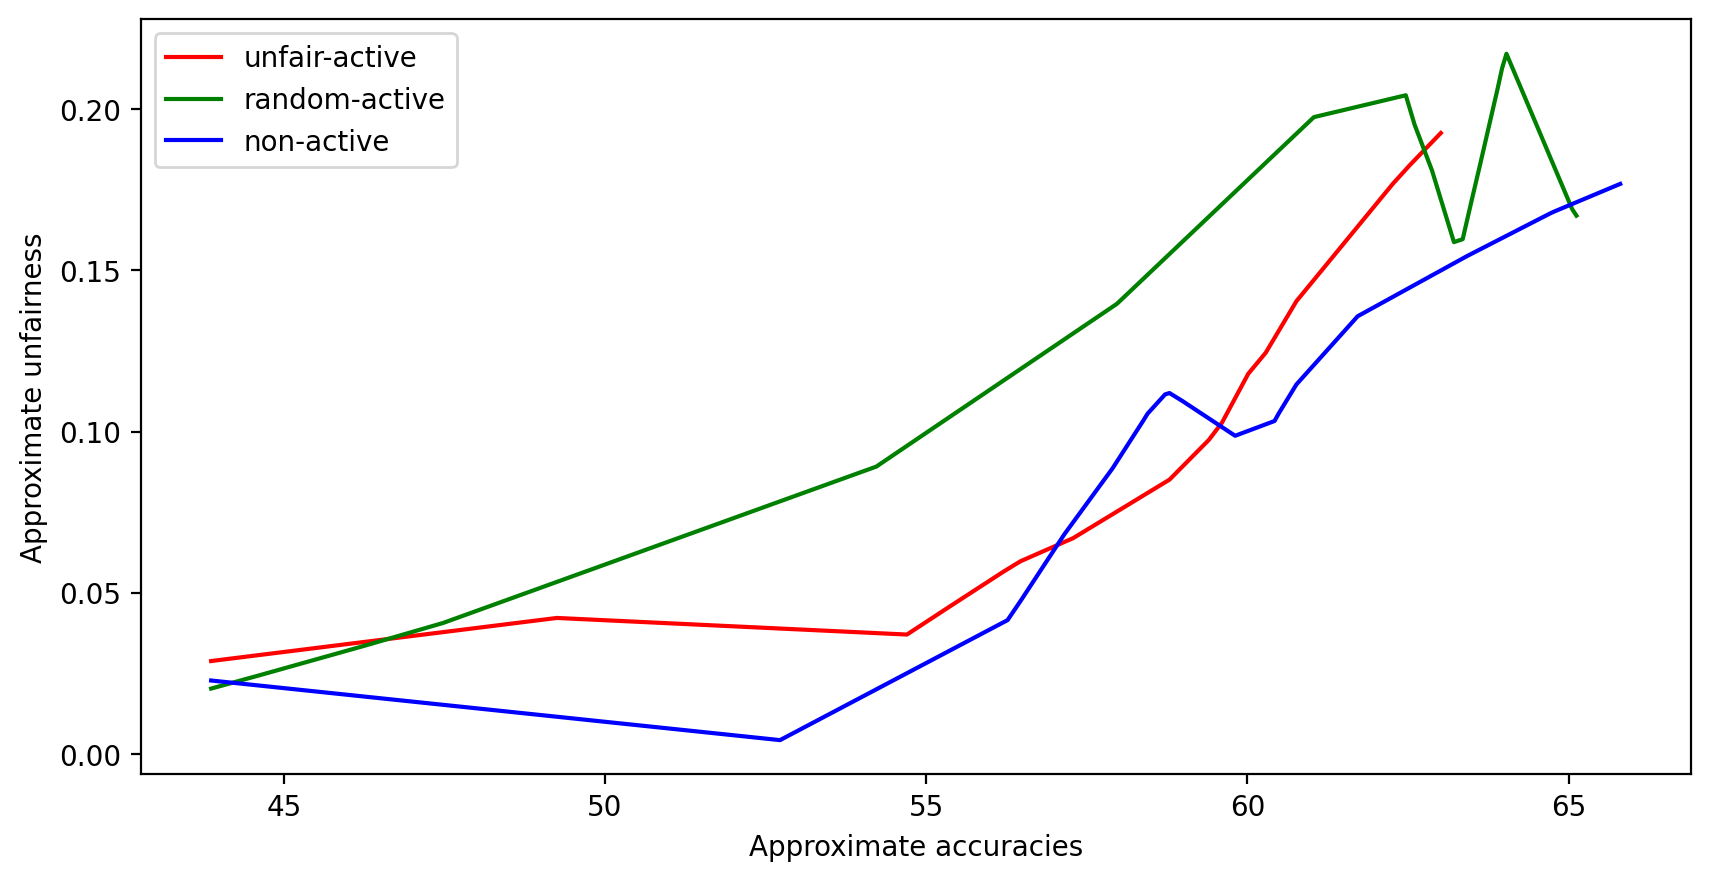 unfair-active
random-active
non-active
0.20
0.15
0.10
0.05
0.00
Approximate unfairness
45 50 55 60 65
Approximate accuracies